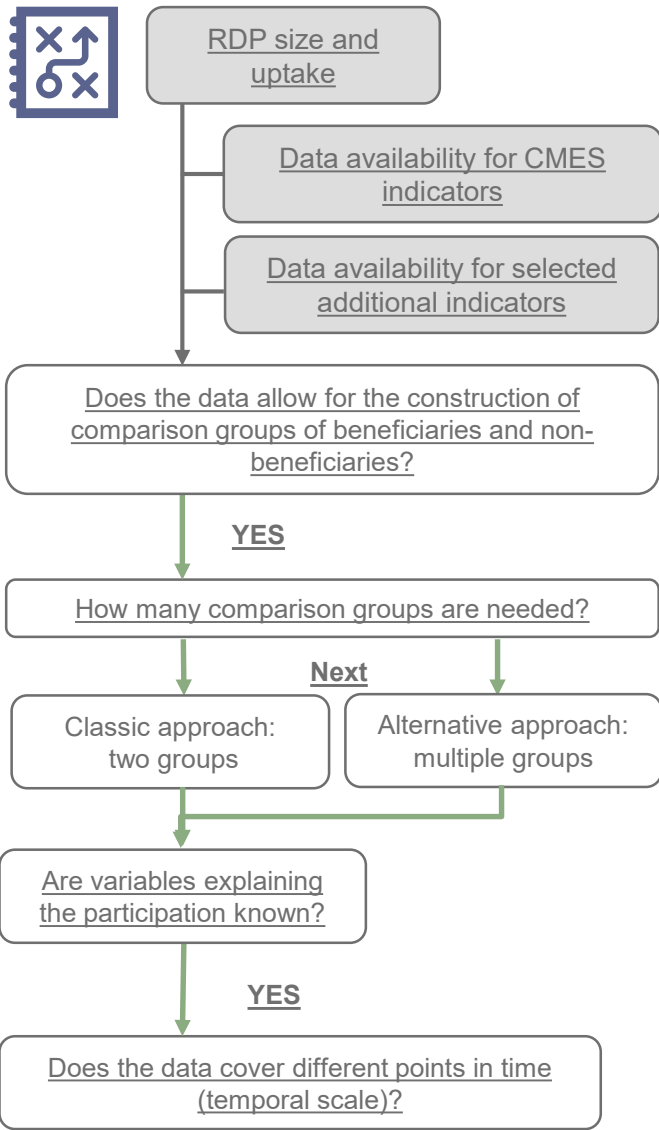 RDP size and
uptake
Data availability for CMES
indicators
Data availability for selected
additional indicators
Does the data allow for the construction of
comparison groups of beneficiaries and non-
beneficiaries?
YES
How many comparison groups are needed?
Next
Classic approach:
two groups
Alternative approach:
multiple groups
Are variables explaining
the participation known?
YES
Does the data cover different points in time
(temporal scale)?